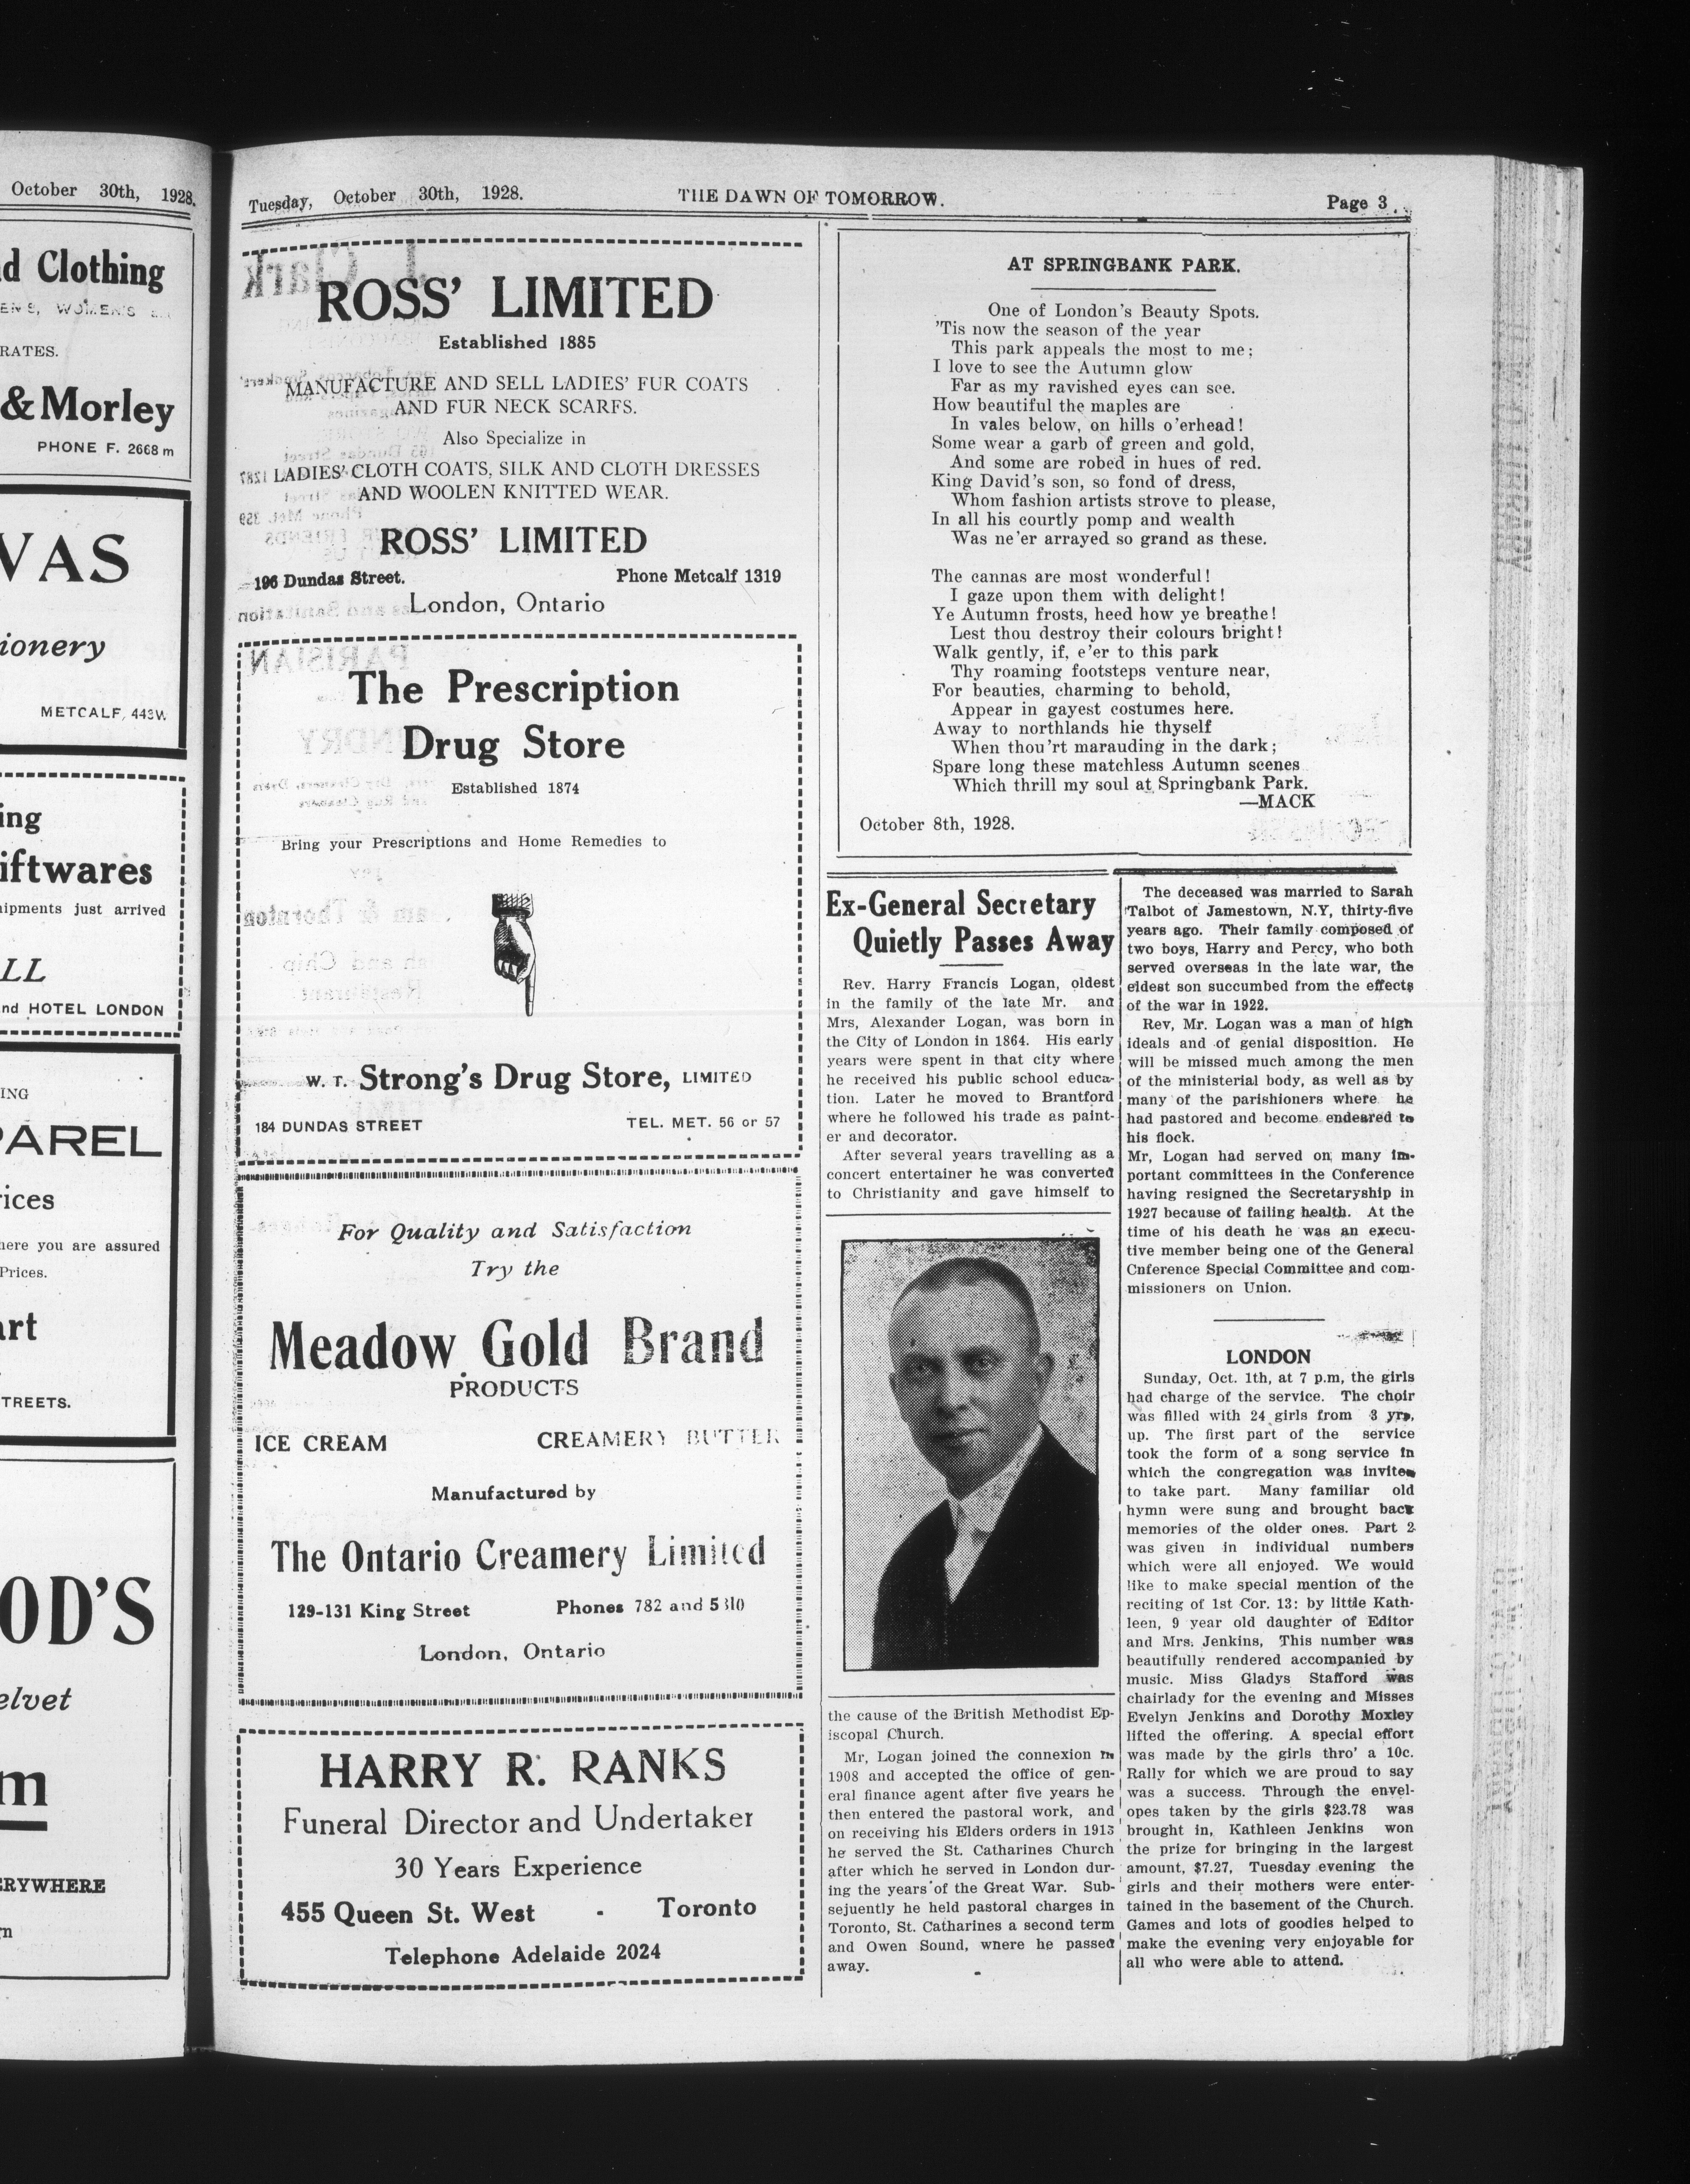 October 30th, 1928.
d Clothing
RATES.
& Morley
PHONE F. 2668 m
VAS
ionery
METCALF, 443W
ing
iftwares
ipments just arrived
LL
nd HOTEL LONDON
ING
PAREL
rices
here you are assured
Prices.
art
TREETS.
OOD'S
elvet
m
ERYWHERE
n
Tuesday, October 30th, 1928.
THE DAWN OF TOMORROW.
Page 3
ROSS' LIMITED
Established 1885
MANUFACTURE AND SELL LADIES' FUR COATS
AND FUR NECK SCARFS.
Also Specialize in
LADIES' CLOTH COATS, SILK AND CLOTH DRESSES
AND WOOLEN KNITTED WEAR.
ROSS' LIMITED
196 Dundas Street. Phone Metcalf 1319
London, Ontario
The Prescription
Drug Store
Established 1874
Bring your Prescriptions and Home Remedies to
W. T. Strong's Drug Store, LIMITED
184 DUNDAS STREET TEL. MET. 56 or 57
For Quality and Satisfaction
Try the
Meadow Gold Brand
PRODUCTS
ICE CREAM CREAMERY BUTTER
Manufactured by
The Ontario Creamery Limited
129-131 King Street Phones 782 and
London, Ontario
HARRY R. RANKS
Funeral Director and Undertaker
30 Years Experience
455 Queen St. West - Toronto
Telephone Adelaide 2024
AT SPRINGBANK PARK.
One of London's Beauty Spots.
'Tis now the season of the year
This park appeals the most to me;
I love to see the Autumn glow
Far as my ravished eyes can see.
How beautiful the maples are
In vales below, on hills o'erhead!
Some wear a garb of green and gold,
And some are robed in hues of red.
King David's son, so fond of dress,
Whom fashion artists strove to please,
In all his courtly pomp and wealth
Was ne'er arrayed so grand as these.
The cannas are most wonderful!
I gaze upon them with delight!
Ye Autumn frosts, heed how ye breathe!
Lest thou destroy their colours bright!
Walk gently, if, e'er to this park
Thy roaming footsteps venture near,
For beauties, charming to behold,
Appear in gayest costumes here.
Away to northlands hie thyself
When thou'rt marauding in the dark;
Spare long these matchless Autumn scenes
Which thrill my soul at Springbank Park.
—MACK
October 8th, 1928.
Ex-General Secretary
Quietly Passes Away
Rev. Harry Francis Logan, oldest
in the family of the late Mr. and
Mrs, Alexander Logan, was born in
the City of London in 1864. His early
years were spent in that city where
he received his public school educa-
tion. Later he moved to Brantford
where he followed his trade as paint-
er and decorator.
After several years travelling as a
concert entertainer he was converted
to Christianity and gave himself to
the cause of the British Methodist Ep-
iscopal Church.
Mr, Logan joined the connexion in
1908 and accepted the office of gen-
eral finance agent after five years he
then entered the pastoral work, and
on receiving his Elders orders in 1913
he served the St. Catharines Church
after which he served in London dur-
ing the years of the Great War. Sub-
sejuently he held pastoral charges in
Toronto, St. Catharines a second term
and Owen Sound, where he passed
away.
The deceased was married to Sarah
Talbot of Jamestown, N.Y, thirty-five
years ago. Their family composed of
two boys, Harry and Percy, who both
served overseas in the late war, the
eldest son succumbed from the effects
of the war in 1922.
Rev, Mr. Logan was a man of high
ideals and of genial disposition. He
will be missed much among the men
of the ministerial body, as well as by
many of the parishioners where he
had pastored and become endeared to
his flock.
Mr, Logan had served on many im-
portant committees in the Conference
having resigned the Secretaryship in
1927 because of failing health. At the
time of his death he was an execu-
tive member being one of the General
Cnference Special Committee and com-
missioners on Union.
LONDON
Sunday, Oct. 1th, at 7 p.m, the girls
had charge of the service. The choir
was filled with 24 girls from 3 yrs,
up. The first part of the service
took the form of a song service in
which the congregation was invited
to take part. Many familiar old
hymn were sung and brought back
memories of the older ones. Part 2
was given in individual numbers
which were all enjoyed. We would
like to make special mention of the
reciting of 1st Cor. 13: by little Kath-
leen, 9 year old daughter of Editor
and Mrs. Jenkins, This number was
beautifully rendered accompanied by
music. Miss Gladys Stafford was
chairlady for the evening and Misses
Evelyn Jenkins and Dorothy Moxley
lifted the offering. A special effort
was made by the girls thro' a 10c.
Rally for which we are proud to say
was a success. Through the envel-
opes taken by the girls $23.78 was
brought in, Kathleen Jenkins won
the prize for bringing in the largest
amount, $7.27, Tuesday evening the
girls and their mothers were enter-
tained in the basement of the Church.
Games and lots of goodies helped to
make the evening very enjoyable for
all who were able to attend.